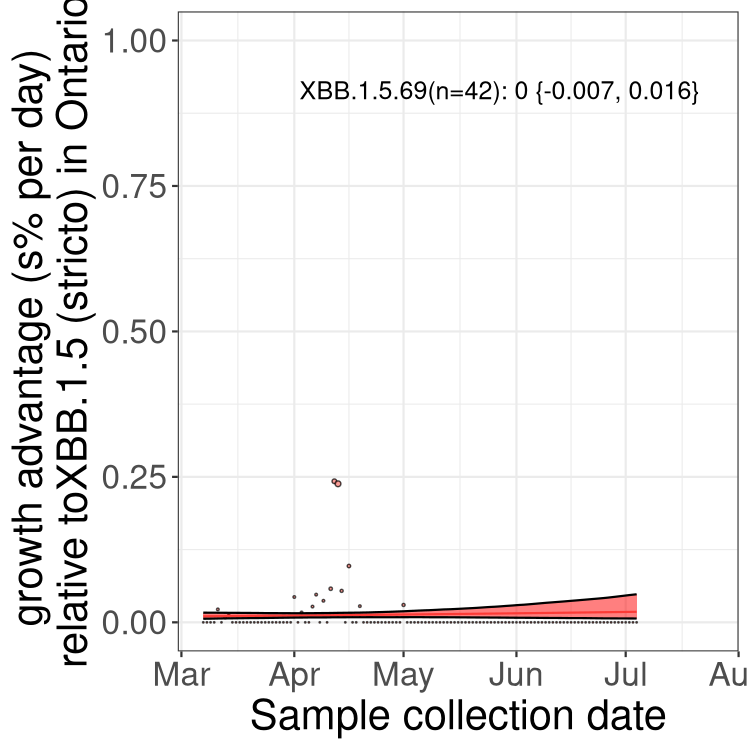 growth advantage (s% per day)
relative toXBB.1.5 (stricto) in Ontario
1.00
0.75
0.50
0.25
0.00
XBB.1.5.69(n=42): 0 {-0.007, 0.016}
Mar Apr May Jun Jul Au
Sample collection date